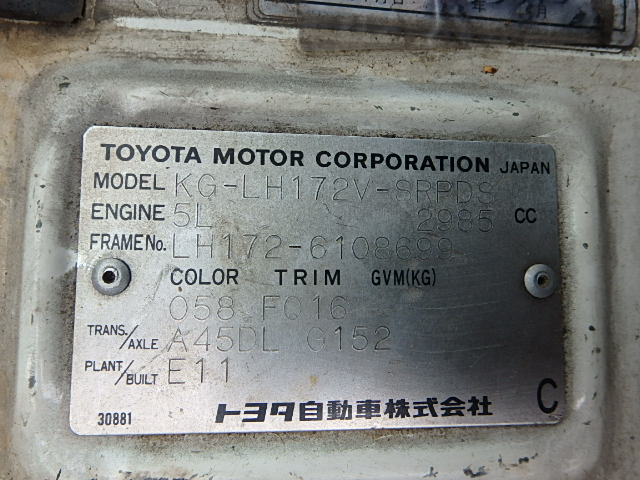 TOYOTA MOTOR CORPORATION JAPAN
MODEL KG-LH172V-SRPDS
ENGINE 5L 2985 CC
FRAME No. LH172-6108699
COLOR TRIM GVM(KG)
058 FQ16
TRANS./AXLE A45DL G152
PLANT/BUILT E11
30881 トヨタ自動車株式会社 C